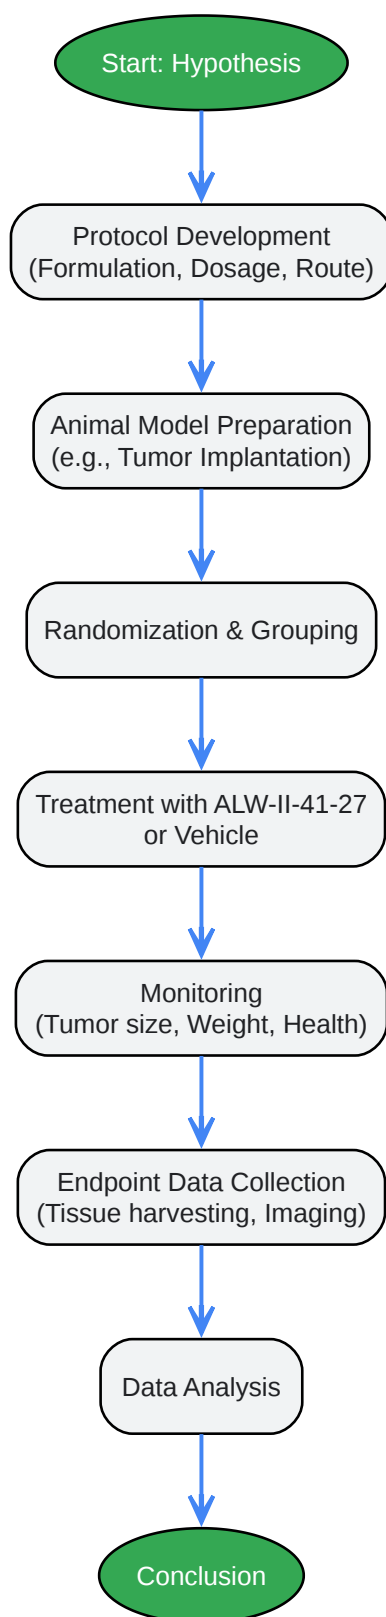 Start: Hypothesis
Protocol Development
(Formulation, Dosage, Route)
Animal Model Preparation
(e.g., Tumor Implantation)
Randomization & Grouping
Treatment with ALW-II-41-27
or Vehicle
Monitoring
(Tumor size, Weight, Health)
Endpoint Data Collection
(Tissue harvesting, Imaging)
Data Analysis
Conclusion